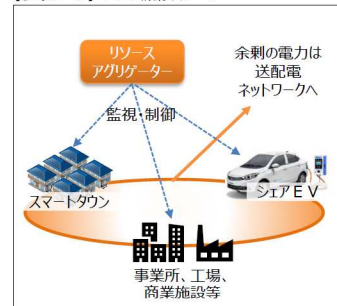 リソース
アグリゲーター
余剰の電力は
送配電
ネットワークへ
監視・制御
スマートタウン
シェアEV
事業所、工場、
商業施設等